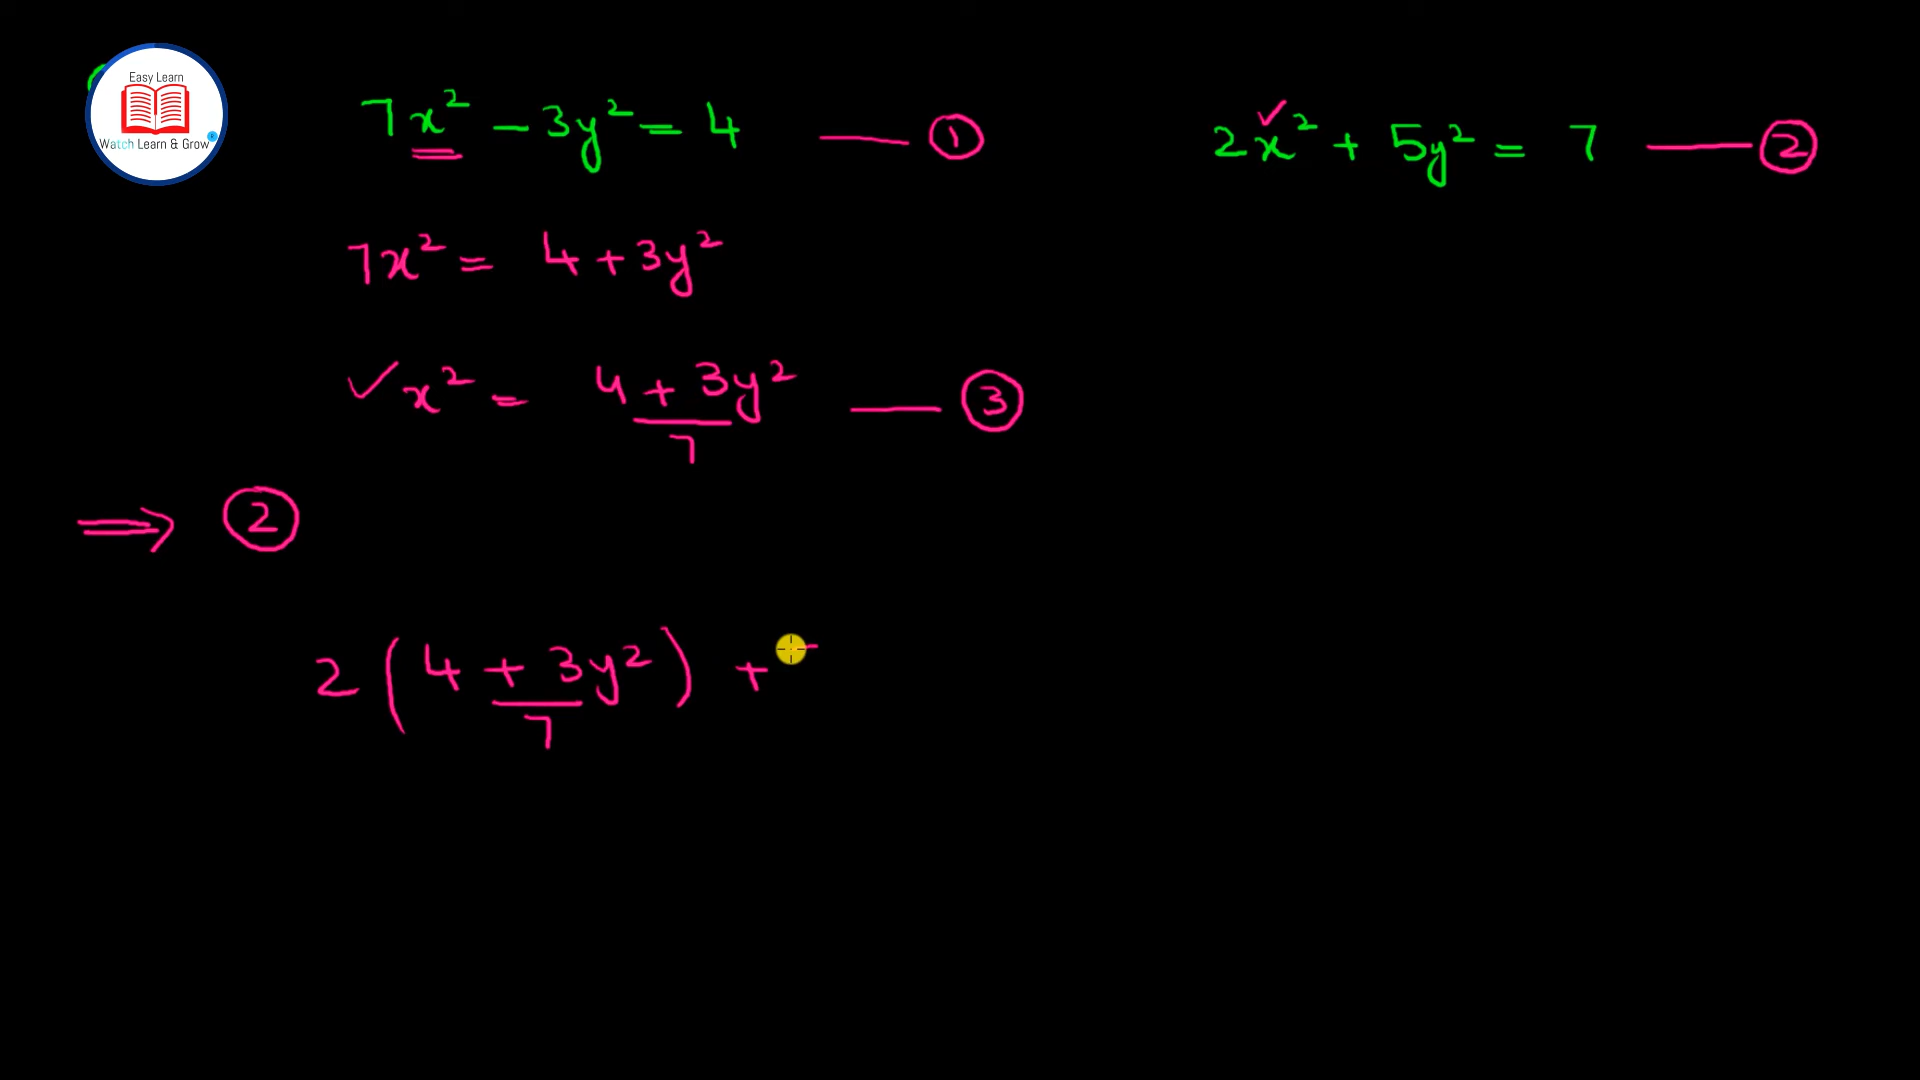 Easy Learn
Watch Learn & Grow
7x² − 3y² = 4 —— ①
2x² + 5y² = 7 —— ②
7x² = 4 + 3y²
✓ x² = (4 + 3y²)/7 —— ③
⟹ ②
2((4 + 3y²)/7) +